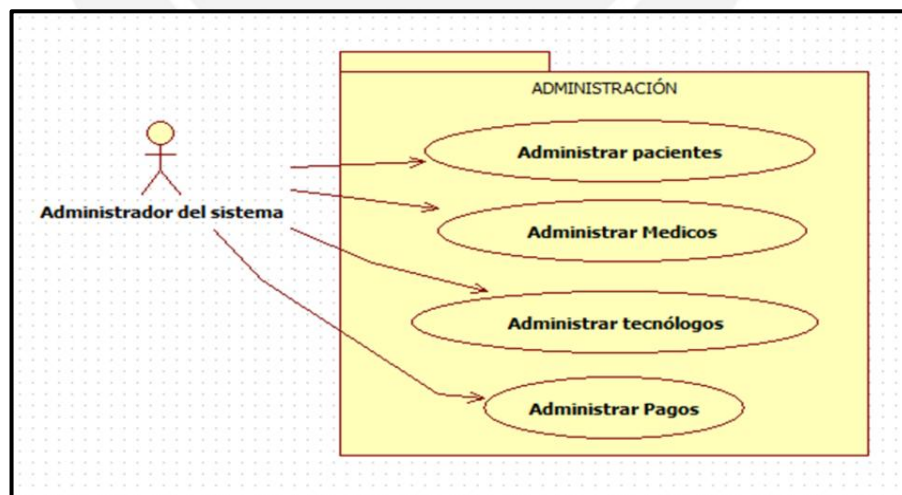 ADMINISTRACIÓN
Administrar pacientes
Administrador del sistema
Administrar Medicos
Administrar tecnólogos
Administrar Pagos